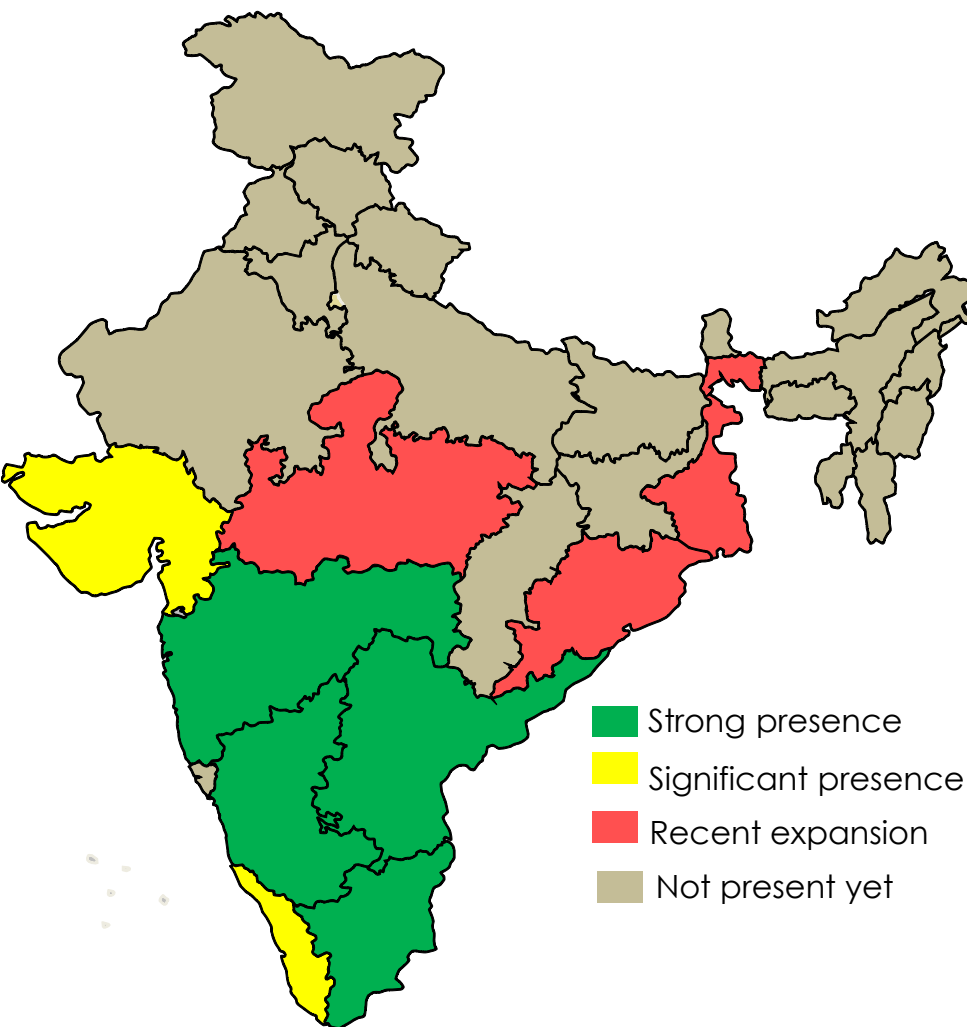 Strong presence
Significant presence
Recent expansion
Not present yet